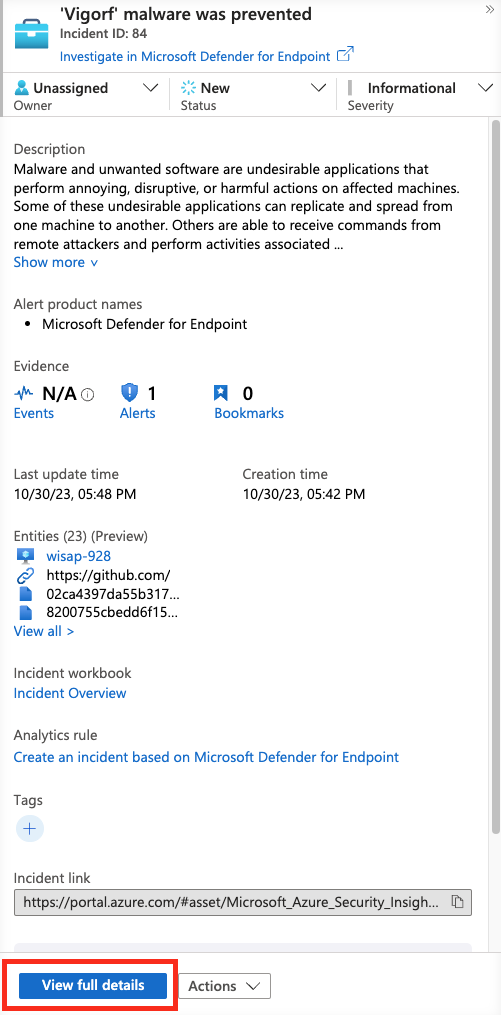 'Vigorf' malware was prevented
Incident ID: 84
Investigate in Microsoft Defender for Endpoint
Unassigned
Owner
New
Status
Informational
Severity
Description
Malware and unwanted software are undesirable applications that
perform annoying, disruptive, or harmful actions on affected machines.
Some of these undesirable applications can replicate and spread from
one machine to another. Others are able to receive commands from
remote attackers and perform activities associated ...
Show more
Alert product names
• Microsoft Defender for Endpoint
Evidence
N/A
Events
1
Alerts
0
Bookmarks
Last update time
10/30/23, 05:48 PM
Creation time
10/30/23, 05:42 PM
Entities (23) (Preview)
wisap-928
https://github.com/
02ca4397da55b317...
8200755cbedd6f15...
View all >
Incident workbook
Incident Overview
Analytics rule
Create an incident based on Microsoft Defender for Endpoint
Tags
Incident link
https://portal.azure.com/#asset/Microsoft_Azure_Security_Insigh...
View full details
Actions